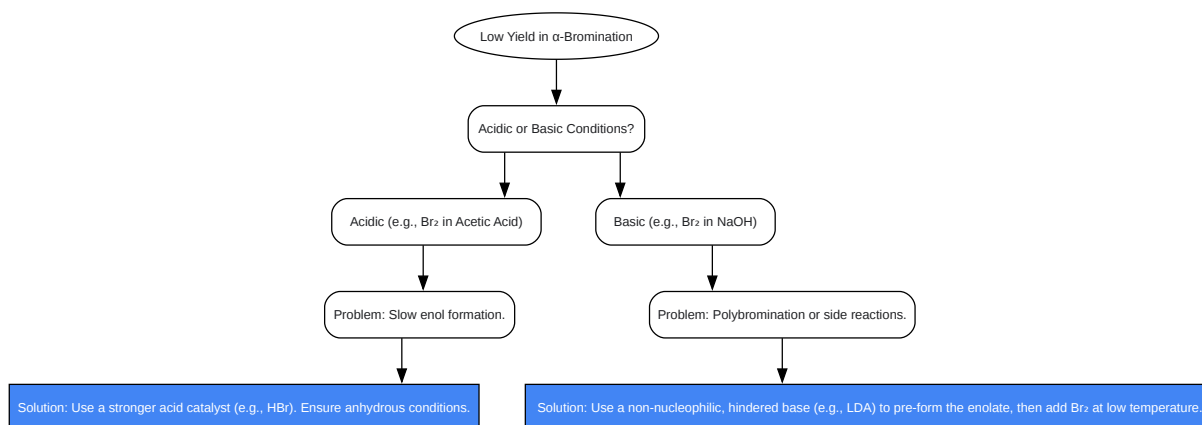 Low Yield in α-Bromination
Acidic or Basic Conditions?
Acidic (e.g., Br₂ in Acetic Acid)
Basic (e.g., Br₂ in NaOH)
Problem: Slow enol formation.
Problem: Polybromination or side reactions.
Solution: Use a stronger acid catalyst (e.g., HBr). Ensure anhydrous conditions.
Solution: Use a non-nucleophilic, hindered base (e.g., LDA) to pre-form the enolate, then add Br₂ at low temperature.